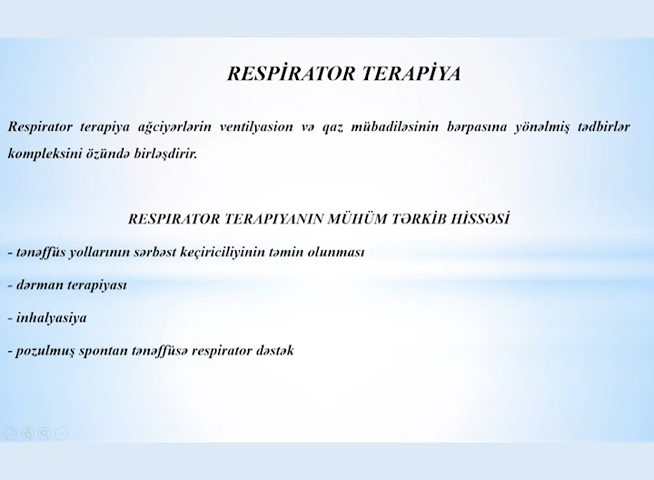 RESPİRATOR TERAPİYA
Respirator terapiya ağciyərlərin ventilyasion və qaz mübadiləsinin bərpasına yönəlmiş tədbirlər
kompleksini özündə birləşdirir.
RESPIRATOR TERAPIYANIN MÜHÜM TƏRKİB HİSSƏSİ
- tənəffüs yollarının sərbəst keçiriciliyinin təmin olunması
- dərman terapiyası
- inhalyasiya
- pozulmuş spontan tənəffüsə respirator dəstək